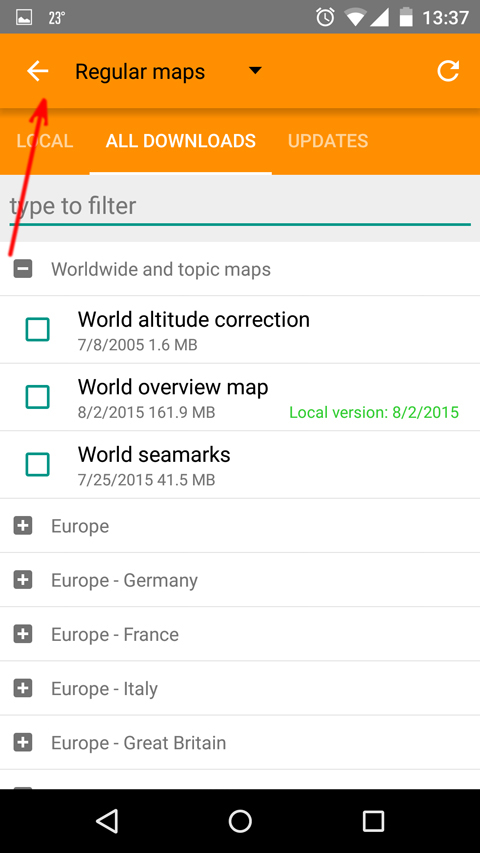 23° 13:37
Regular maps
LOCAL ALL DOWNLOADS UPDATES
type to filter
Worldwide and topic maps
World altitude correction
7/8/2005 1.6 MB
World overview map
8/2/2015 161.9 MB Local version: 8/2/2015
World seamarks
7/25/2015 41.5 MB
Europe
Europe - Germany
Europe - France
Europe - Italy
Europe - Great Britain